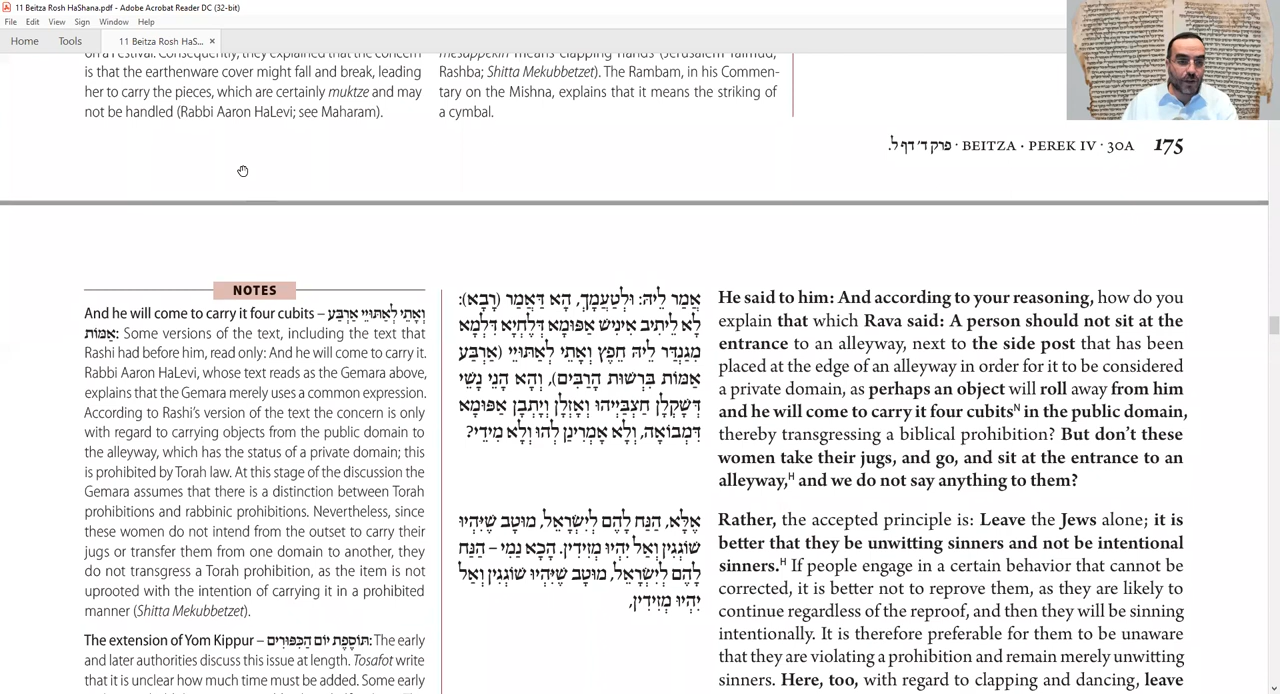 11 Beitza Rosh HaShana.pdf - Adobe Acrobat Reader DC (32-bit)
File Edit View Sign Window Help
Home Tools 11 Beitza Rosh HaS... ×
is that the earthenware cover might fall and break, leading
her to carry the pieces, which are certainly muktze and may
not be handled (Rabbi Aaron HaLevi; see Maharam).
Ramba; Shitta Mekubbetzet). The Rambam, in his Commen-
tary on the Mishna, explains that it means the striking of
a cymbal.
פרק ד׳ דף ל. · BEITZA · PEREK IV · 30A 175
NOTES
And he will come to carry it four cubits – וְאָתֵי לְאֵתוּיֵי אַרְבַּע
אַמּוֹת: Some versions of the text, including the text that
Rashi had before him, read only: And he will come to carry it.
Rabbi Aaron HaLevi, whose text reads as the Gemara above,
explains that the Gemara merely uses a common expression.
According to Rashi's version of the text the concern is only
with regard to carrying objects from the public domain to
the alleyway, which has the status of a private domain; this
is prohibited by Torah law. At this stage of the discussion the
Gemara assumes that there is a distinction between Torah
prohibitions and rabbinic prohibitions. Nevertheless, since
these women do not intend from the outset to carry their
jugs or transfer them from one domain to another, they
do not transgress a Torah prohibition, as the item is not
uprooted with the intention of carrying it in a prohibited
manner (Shitta Mekubbetzet).
The extension of Yom Kippur – תּוֹסֶפֶת יוֹם הַכִּפּוּרִים: The early
and later authorities discuss this issue at length. Tosafot write
that it is unclear how much time must be added. Some early
אֲמַר לֵיהּ: וּלְטַעְמָךְ, הָא דַּאֲמַר (רָבָא):
לָא לֵיתִיב אִינִישׁ אַפּוּמָּא דְּלֶחְיָא דִּלְמָא
מִגַּנְדַּר לֵיהּ חֵפֶץ וְאָתֵי לְאֵתוּיֵי (אַרְבַּע
אַמּוֹת בִּרְשׁוּת הָרַבִּים), וְהָא הָנֵי נְשֵׁי
דְּשָׁקְלָן חַצְבַּיְיהוּ וְאָזְלָן וְיָתְבָן אַפּוּמָּא
דִּמְבוֹאָה, וְלָא אָמְרִינַן לְהוּ וְלָא מִידֵי?
אֶלָּא, הַנַּח לָהֶם לְיִשְׂרָאֵל, מוּטָב שֶׁיִּהְיוּ
שׁוֹגְגִין וְאַל יִהְיוּ מְזִידִין. הָכָא נַמֵי – הַנַּח
לָהֶם לְיִשְׂרָאֵל, מוּטָב שֶׁיִּהְיוּ שׁוֹגְגִין וְאַל
יִהְיוּ מְזִידִין,
He said to him: And according to your reasoning, how do you
explain that which Rava said: A person should not sit at the
entrance to an alleyway, next to the side post that has been
placed at the edge of an alleyway in order for it to be considered
a private domain, as perhaps an object will roll away from him
and he will come to carry it four cubitsᴺ in the public domain,
thereby transgressing a biblical prohibition? But don't these
women take their jugs, and go, and sit at the entrance to an
alleyway,ᴴ and we do not say anything to them?
Rather, the accepted principle is: Leave the Jews alone; it is
better that they be unwitting sinners and not be intentional
sinners.ᴴ If people engage in a certain behavior that cannot be
corrected, it is better not to reprove them, as they are likely to
continue regardless of the reproof, and then they will be sinning
intentionally. It is therefore preferable for them to be unaware
that they are violating a prohibition and remain merely unwitting
sinners. Here, too, with regard to clapping and dancing, leave